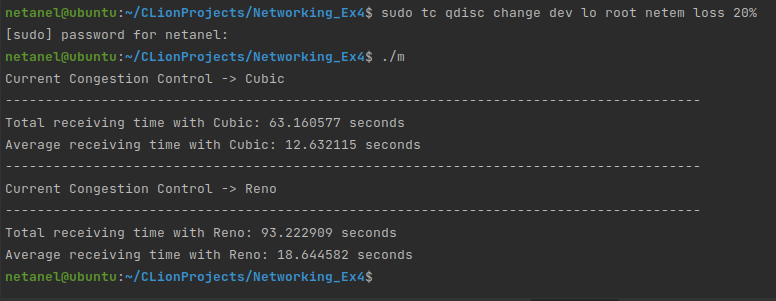 netanel@ubuntu:~/CLionProjects/Networking_Ex4$ sudo tc qdisc change dev lo root netem loss 20%
[sudo] password for netanel:
netanel@ubuntu:~/CLionProjects/Networking_Ex4$ ./m
Current Congestion Control -> Cubic
---------------------------------------------------------------------------------------
Total receiving time with Cubic: 63.160577 seconds
Average receiving time with Cubic: 12.632115 seconds
---------------------------------------------------------------------------------------
Current Congestion Control -> Reno
---------------------------------------------------------------------------------------
Total receiving time with Reno: 93.222909 seconds
Average receiving time with Reno: 18.644582 seconds
netanel@ubuntu:~/CLionProjects/Networking_Ex4$